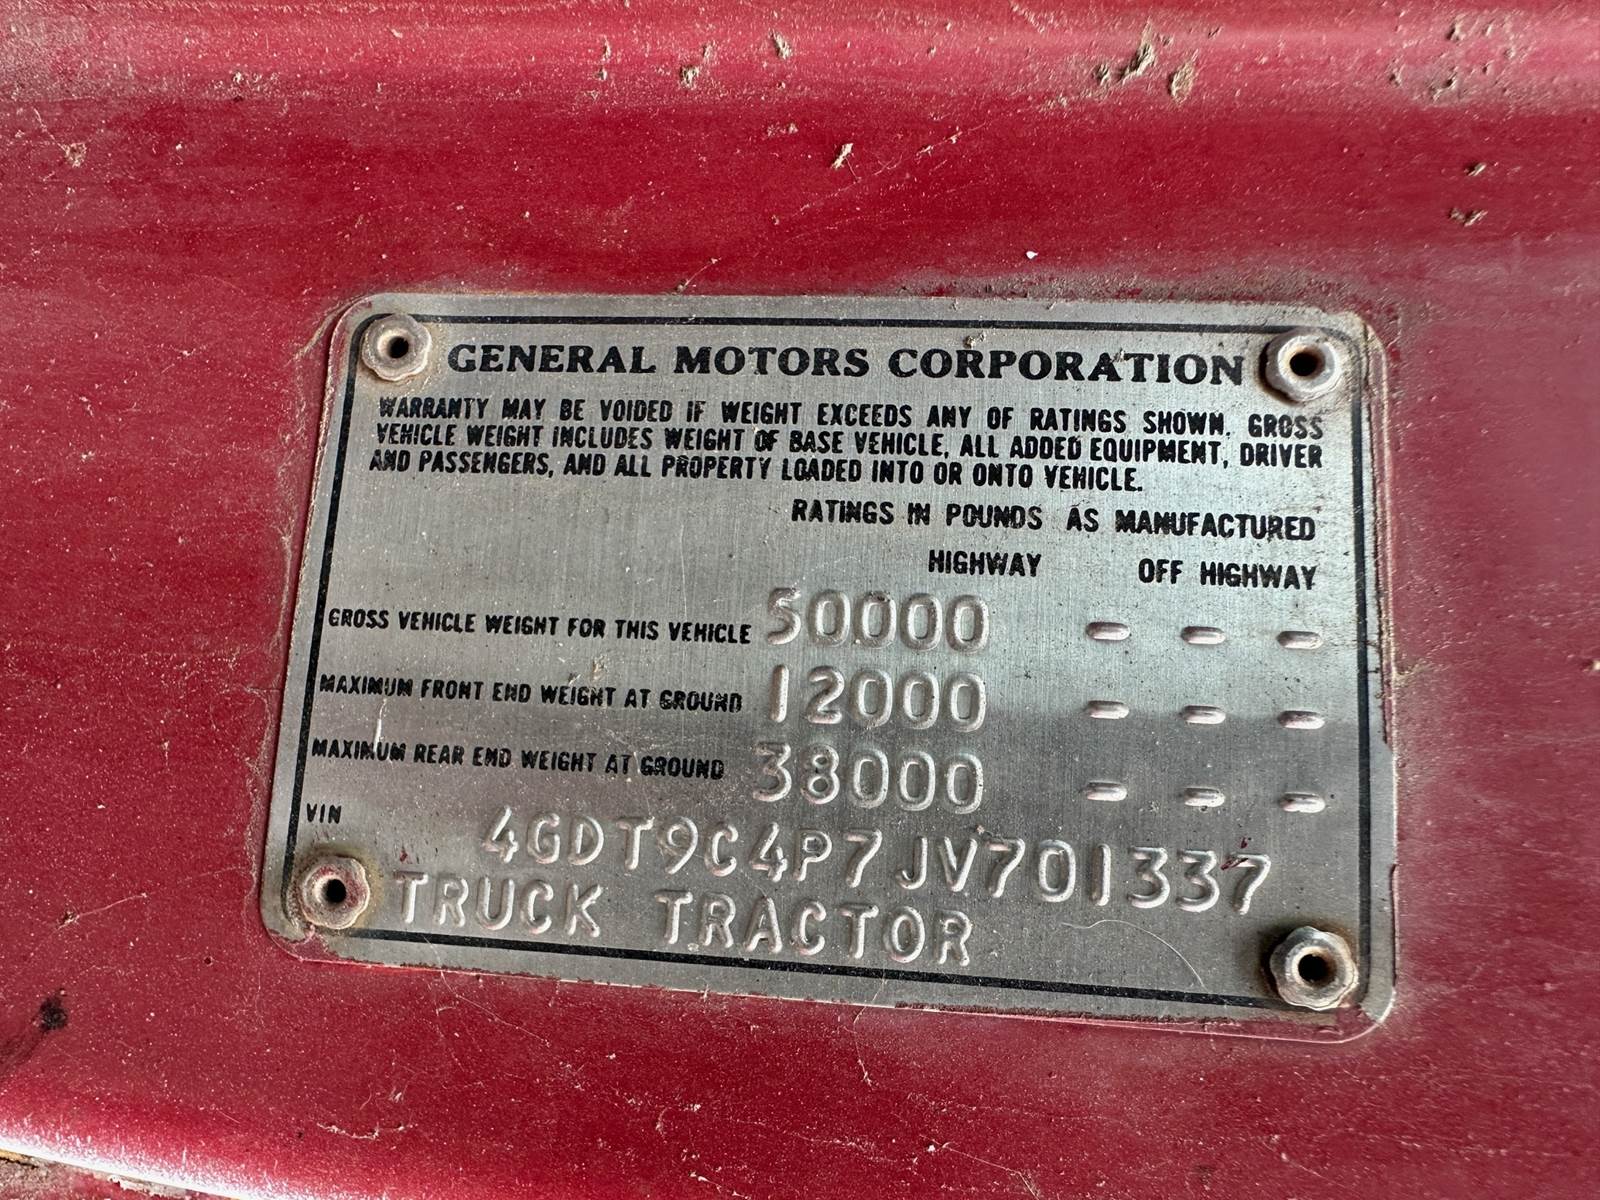 GENERAL MOTORS CORPORATION
WARRANTY MAY BE VOIDED IF WEIGHT EXCEEDS ANY OF RATINGS SHOWN. GROSS
VEHICLE WEIGHT INCLUDES WEIGHT OF BASE VEHICLE, ALL ADDED EQUIPMENT, DRIVER
AND PASSENGERS, AND ALL PROPERTY LOADED INTO OR ONTO VEHICLE.
RATINGS IN POUNDS AS MANUFACTURED
HIGHWAY OFF HIGHWAY
GROSS VEHICLE WEIGHT FOR THIS VEHICLE 50000 - - -
MAXIMUM FRONT END WEIGHT AT GROUND 12000 - - -
MAXIMUM REAR END WEIGHT AT GROUND 38000 - - -
VIN 4GDT9C4P7JV701337
TRUCK TRACTOR